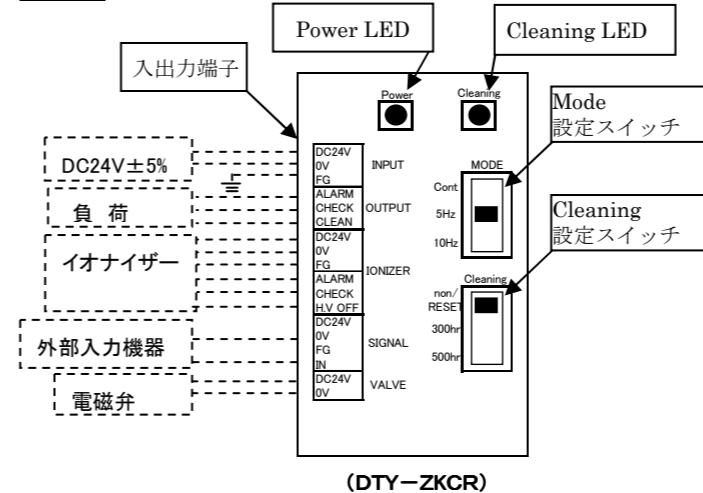 Power LED
Cleaning LED
入出力端子
Power
Cleaning
Mode
設定スイッチ
DC24V±5%
DC24V
0V
FG
INPUT
MODE
Cont
5Hz
10Hz
負 荷
ALARM
CHECK
CLEAN
OUTPUT
Cleaning
設定スイッチ
イオナイザー
DC24V
0V
FG
ALARM
CHECK
H.V OFF
IONIZER
Cleaning
non/
RESET
300hr
500hr
外部入力機器
DC24V
0V
FG
IN
SIGNAL
電磁弁
DC24V
0V
VALVE
(DTY-ZKCR)